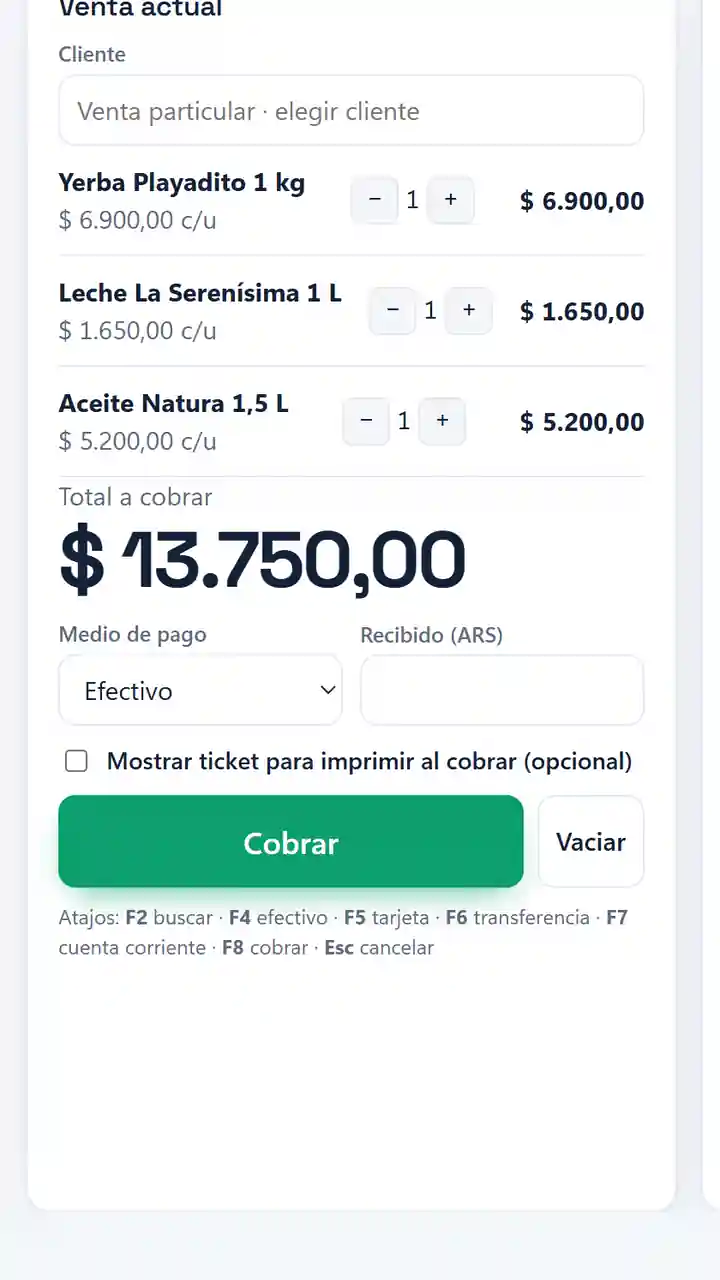 Venta actual
Cliente
Venta particular · elegir cliente
Yerba Playadito 1 kg
− 1 +
$ 6.900,00
$ 6.900,00 c/u
Leche La Serenísima 1 L
− 1 +
$ 1.650,00
$ 1.650,00 c/u
Aceite Natura 1,5 L
− 1 +
$ 5.200,00
$ 5.200,00 c/u
Total a cobrar
$ 13.750,00
Medio de pago
Recibido (ARS)
Efectivo
Mostrar ticket para imprimir al cobrar (opcional)
Cobrar
Vaciar
Atajos: F2 buscar · F4 efectivo · F5 tarjeta · F6 transferencia · F7
cuenta corriente · F8 cobrar · Esc cancelar